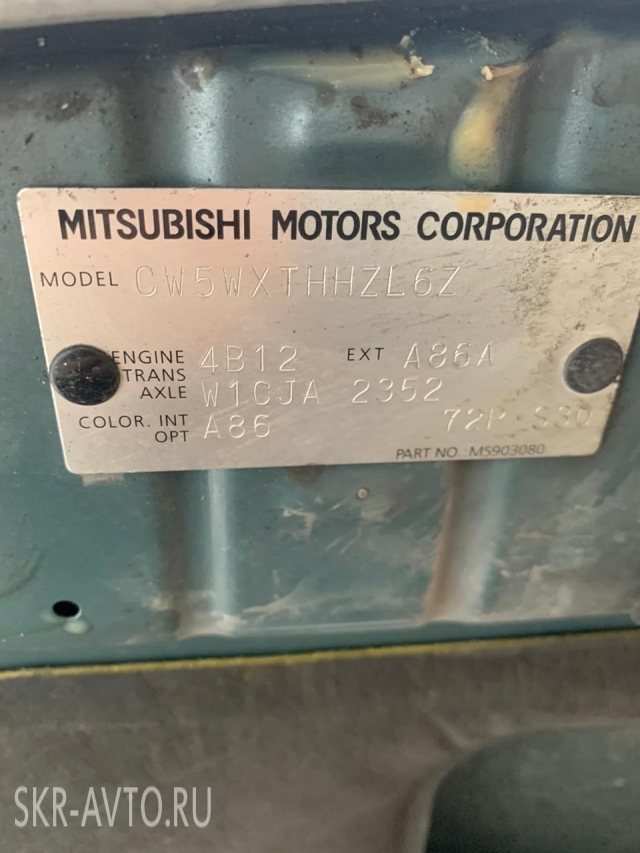 MITSUBISHI MOTORS CORPORATION
MODEL CW5WXTHHZL6Z
ENGINE 4B12 EXT A86A
TRANS
AXLE W1CJA 2352
COLOR. INT A86 72P S30
OPT
PART NO. MS903080
SKR-АВТО.RU